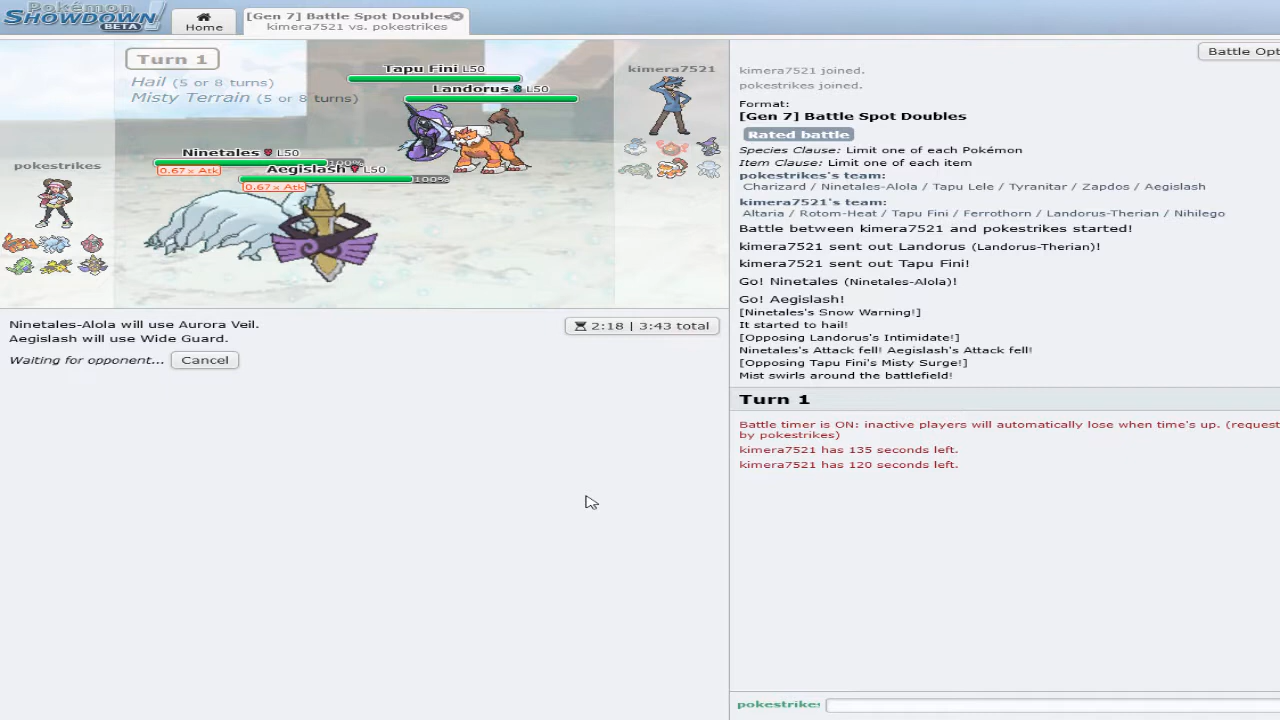 Pokémon
SHOWDOWN!
BETA
Home
[Gen 7] Battle Spot Doubles
kimera7521 vs. pokestrikes
Battle Opt
Turn 1
Hail (5 or 8 turns)
Misty Terrain (5 or 8 turns)
Tapu Fini L50
Landorus L50
kimera7521
pokestrikes
Ninetales L50
100%
0.67× Atk
Aegislash L50
100%
0.67× Atk
Ninetales-Alola will use Aurora Veil.
Aegislash will use Wide Guard.
Waiting for opponent... Cancel
2:18 | 3:43 total
kimera7521 joined.
pokestrikes joined.
Format:
[Gen 7] Battle Spot Doubles
Rated battle
Species Clause: Limit one of each Pokémon
Item Clause: Limit one of each item
pokestrikes's team:
Charizard / Ninetales-Alola / Tapu Lele / Tyranitar / Zapdos / Aegislash
kimera7521's team:
Altaria / Rotom-Heat / Tapu Fini / Ferrothorn / Landorus-Therian / Nihilego
Battle between kimera7521 and pokestrikes started!
kimera7521 sent out Landorus (Landorus-Therian)!
kimera7521 sent out Tapu Fini!
Go! Ninetales (Ninetales-Alola)!
Go! Aegislash!
[Ninetales's Snow Warning!]
It started to hail!
[Opposing Landorus's Intimidate!]
Ninetales's Attack fell! Aegislash's Attack fell!
[Opposing Tapu Fini's Misty Surge!]
Mist swirls around the battlefield!
Turn 1
Battle timer is ON: inactive players will automatically lose when time's up. (request
by pokestrikes)
kimera7521 has 135 seconds left.
kimera7521 has 120 seconds left.
pokestrikes: